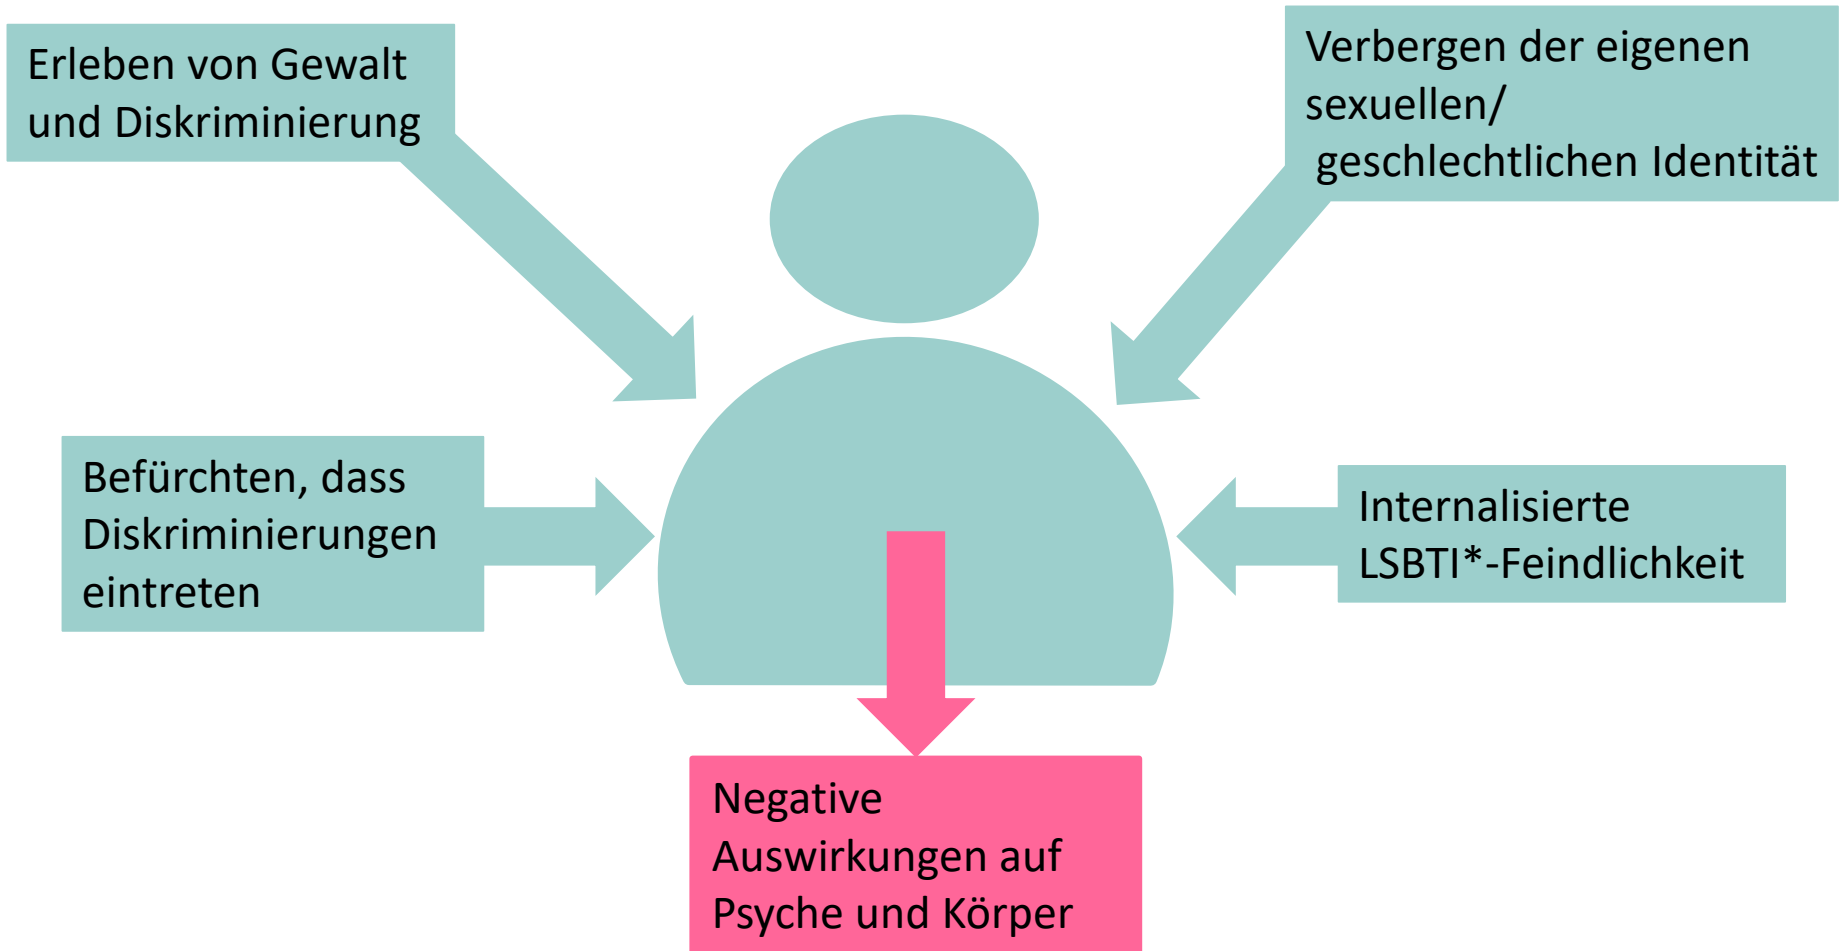 Erleben von Gewalt
und Diskriminierung
Verbergen der eigenen
sexuellen/
geschlechtlichen Identität
Befürchten, dass
Diskriminierungen
eintreten
Internalisierte
LSBTI*-Feindlichkeit
Negative
Auswirkungen auf
Psyche und Körper